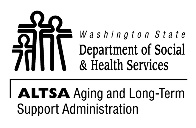 Washington State
Department of Social
& Health Services
ALTSA Aging and Long-Term
Support Administration